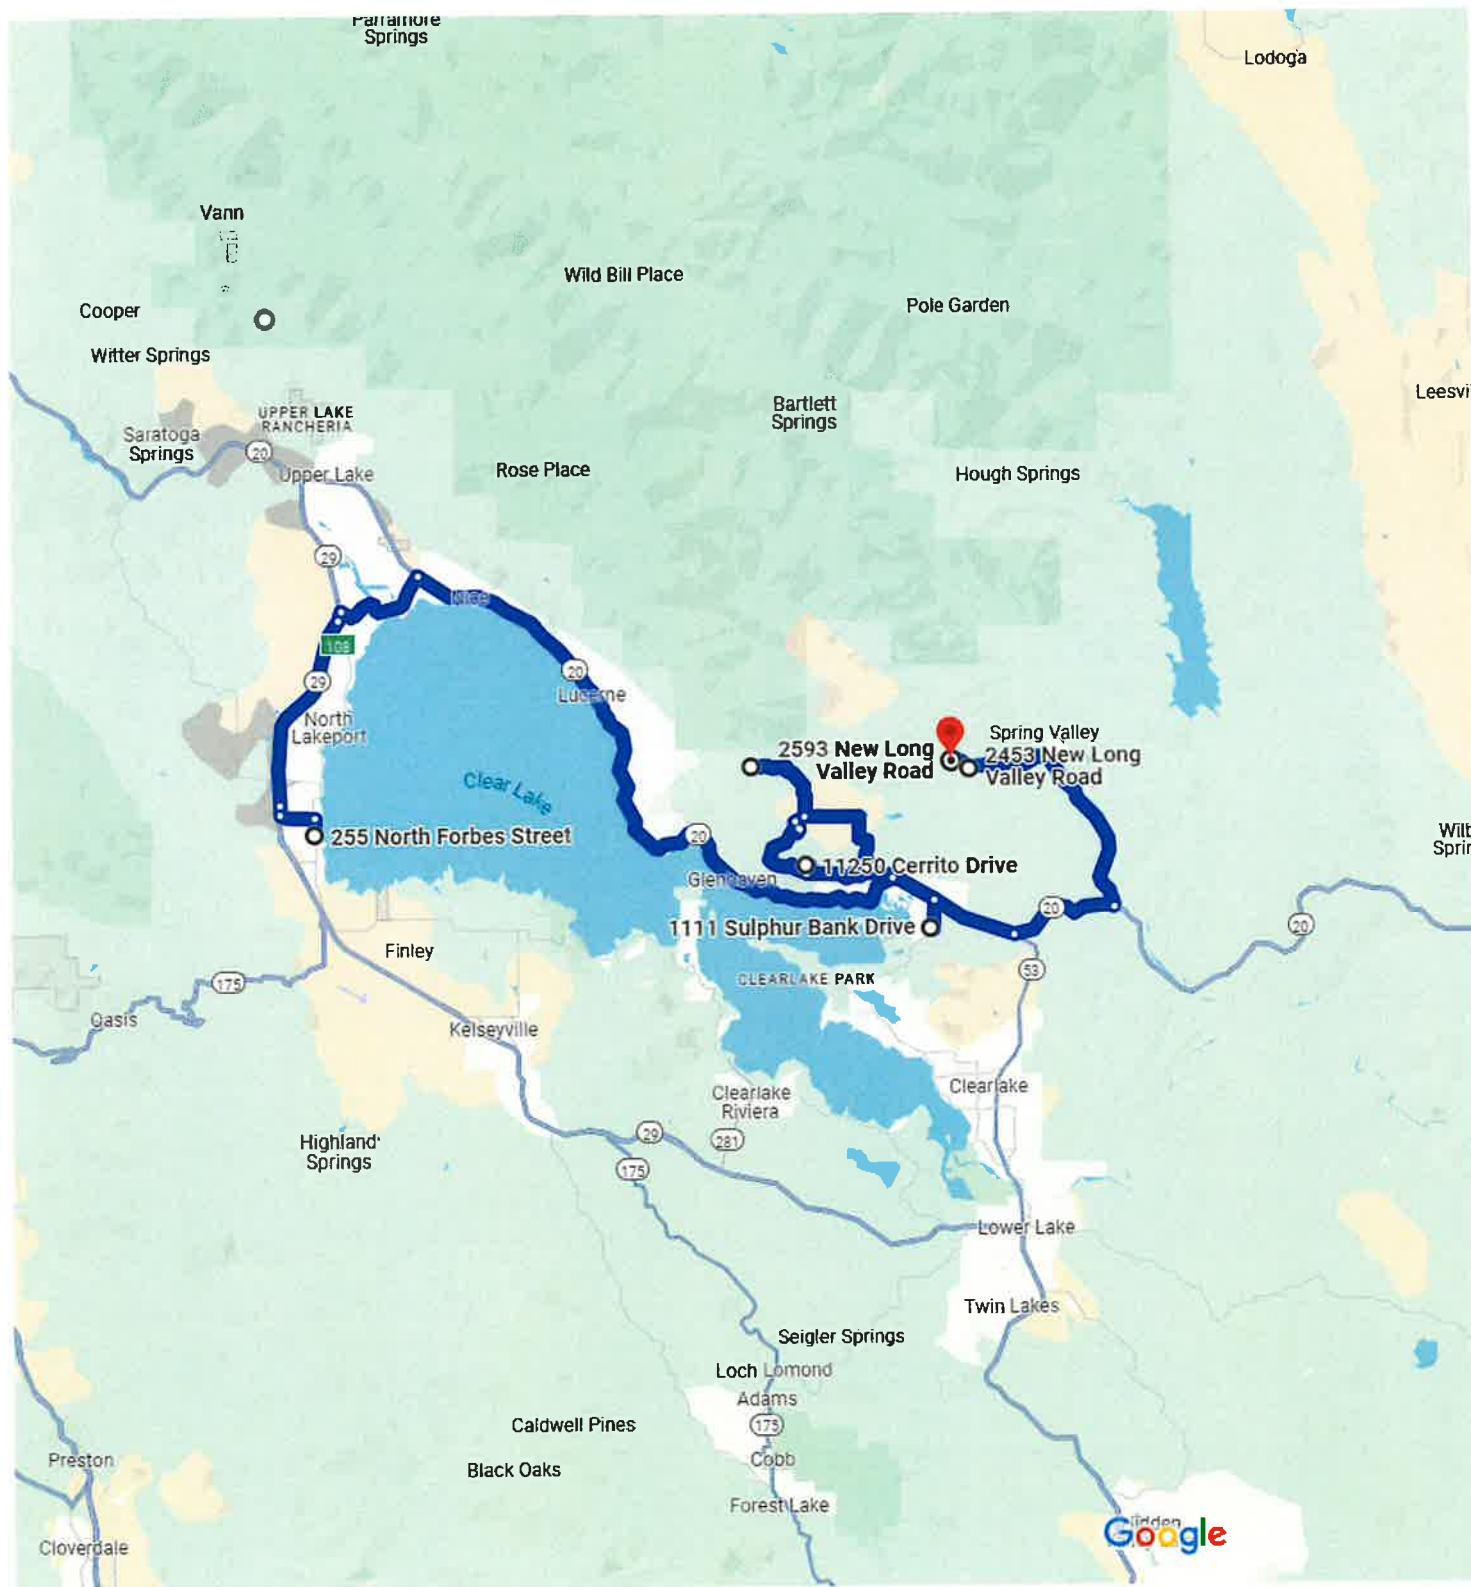 Parramore
Springs
Lodoga
Vann
Wild Bill Place
Pole Garden
Cooper
Witter Springs
Leesvi
Bartlett
Springs
UPPER LAKE
RANCHERIA
Saratoga
Springs
20
Upper Lake
Rose Place
Hough Springs
29
Nice
108
29
20
Lucerne
North
Lakeport
Spring Valley
2593 New Long
Valley Road
2453 New Long
Valley Road
Clear Lake
255 North Forbes Street
20
Wilb
Sprin
11250 Cerrito Drive
Glenhaven
20
20
1111 Sulphur Bank Drive
Finley
53
CLEARLAKE PARK
175
Oasis
Kelseyville
Clearlake
Clearlake
Riviera
29
281
Highland
Springs
175
Lower Lake
Twin Lakes
Seigler Springs
Loch Lomond
Adams
175
Caldwell Pines
Cobb
Black Oaks
Preston
Forest Lake
Cloverdale
Google